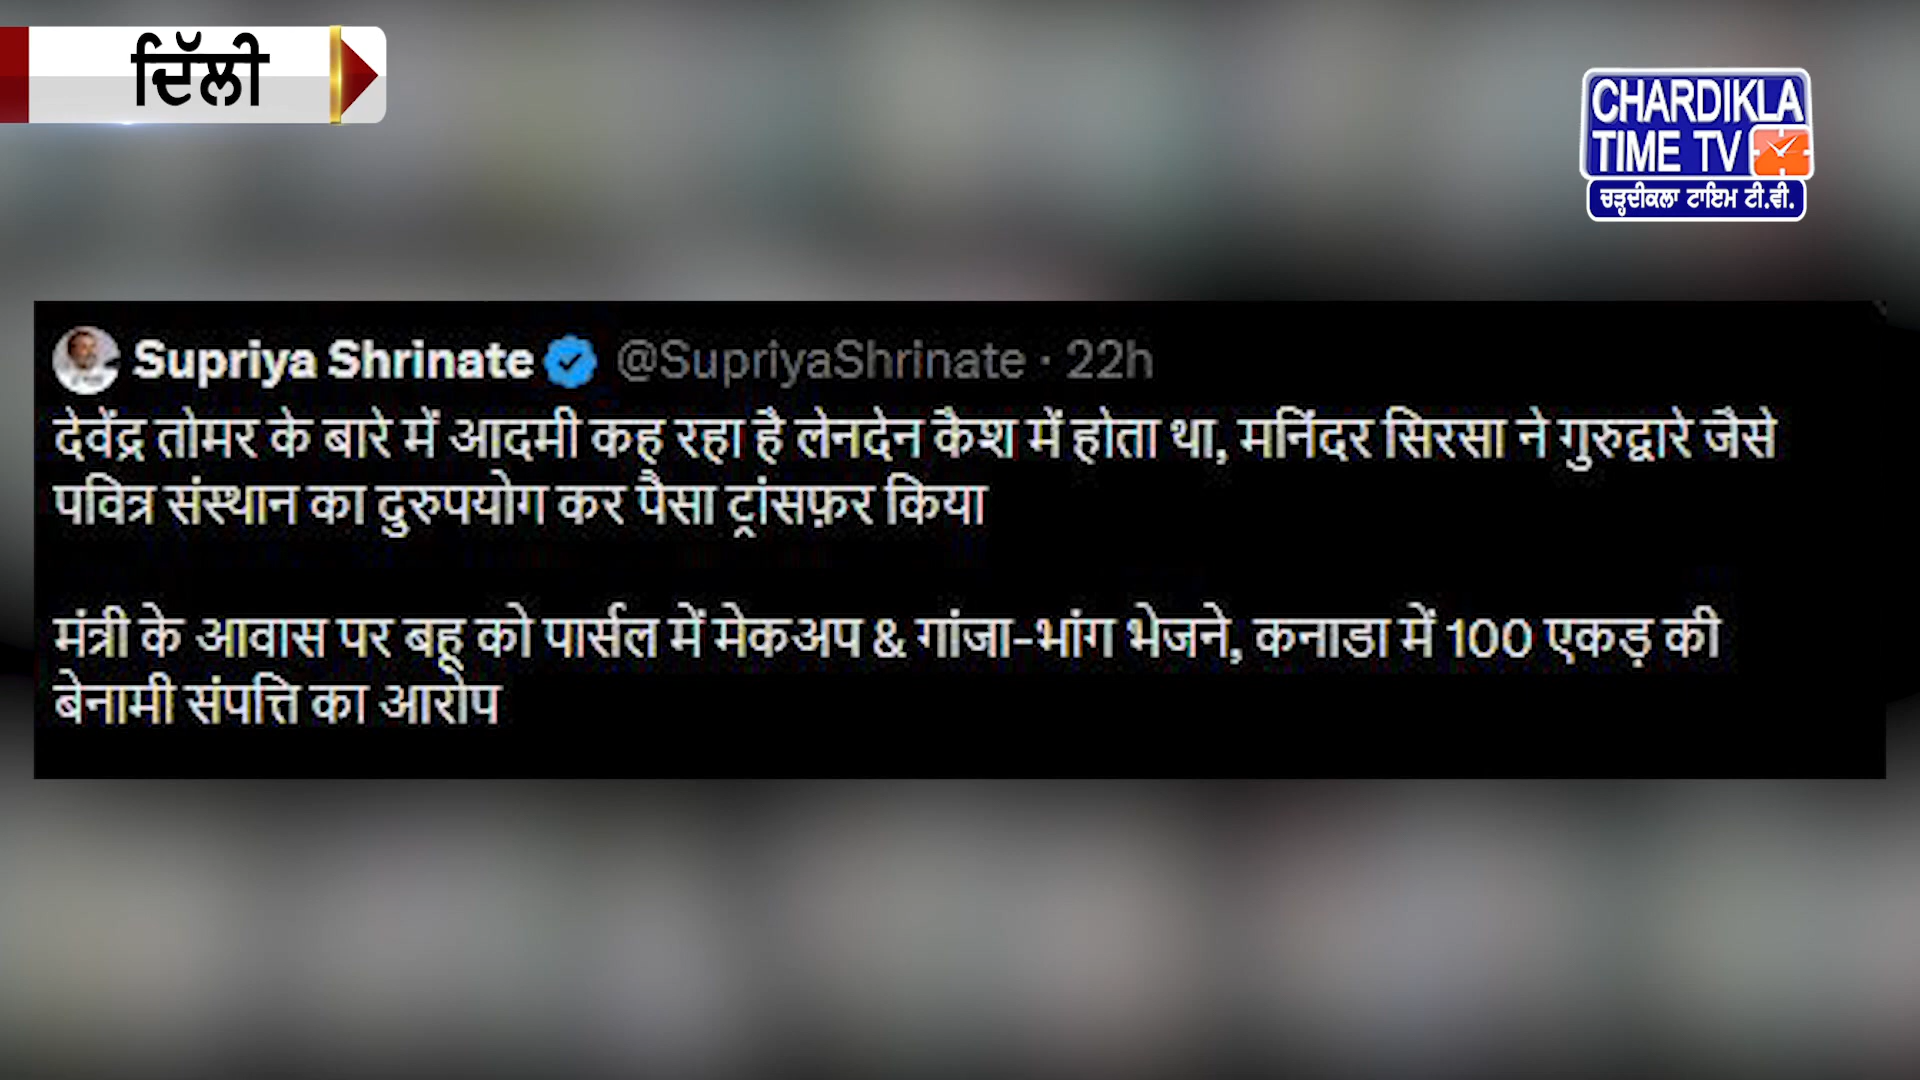 ਦਿੱਲੀ
CHARDIKLA
TIME TV
ਚੜ੍ਹਦੀਕਲਾ ਟਾਇਮ ਟੀ.ਵੀ.
Supriya Shrinate @SupriyaShrinate · 22h
देवेंद्र तोमर के बारे में आदमी कह रहा है लेनदेन कैश में होता था, मनिंदर सिरसा ने गुरुद्वारे जैसे
पवित्र संस्थान का दुरुपयोग कर पैसा ट्रांसफ़र किया
मंत्री के आवास पर बहू को पार्सल में मेकअप & गांजा-भांग भेजने, कनाडा में 100 एकड़ की
बेनामी संपत्ति का आरोप